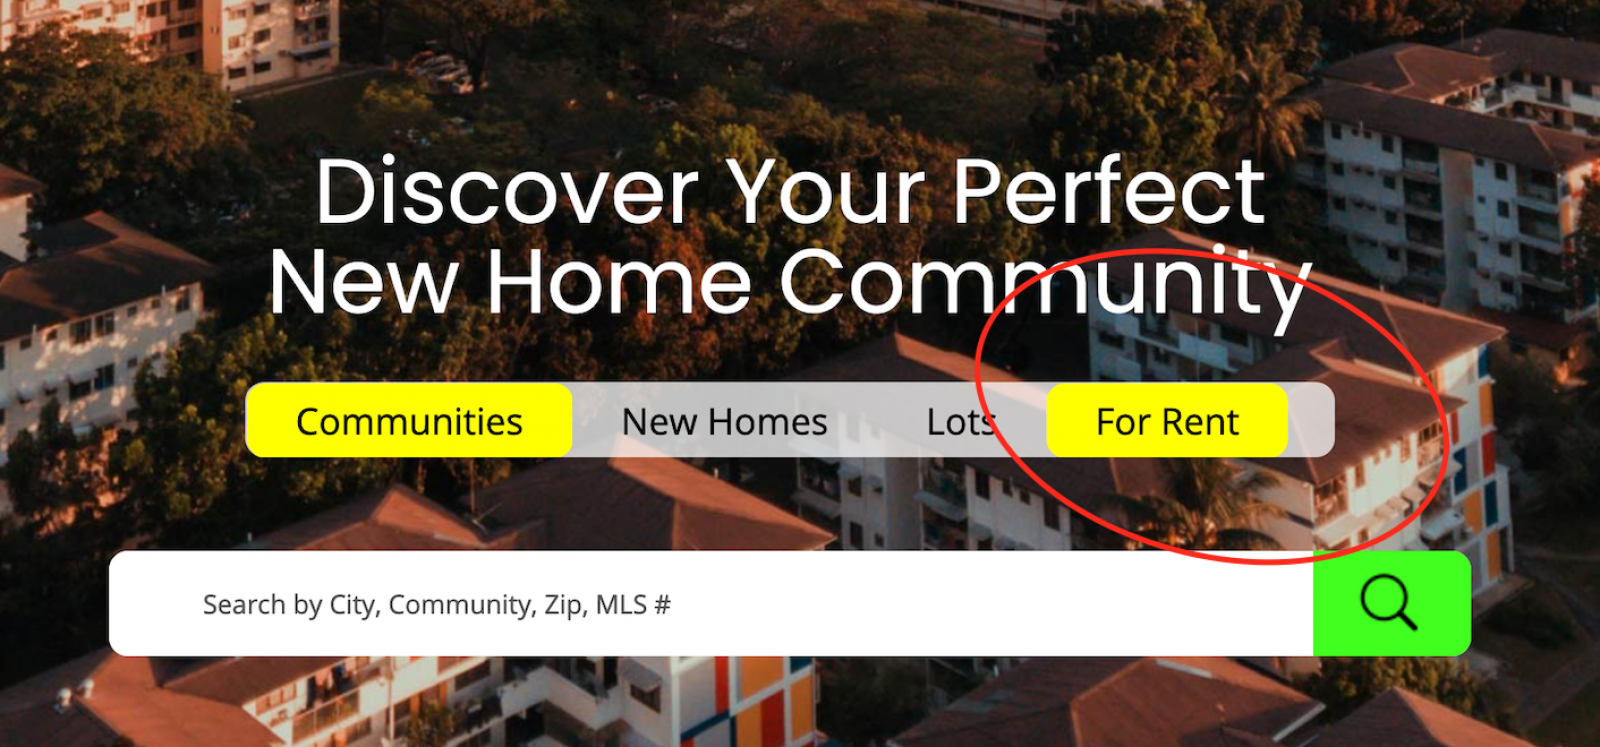 Discover Your Perfect
New Home Community
Communities New Homes Lots For Rent
Search by City, Community, Zip, MLS #